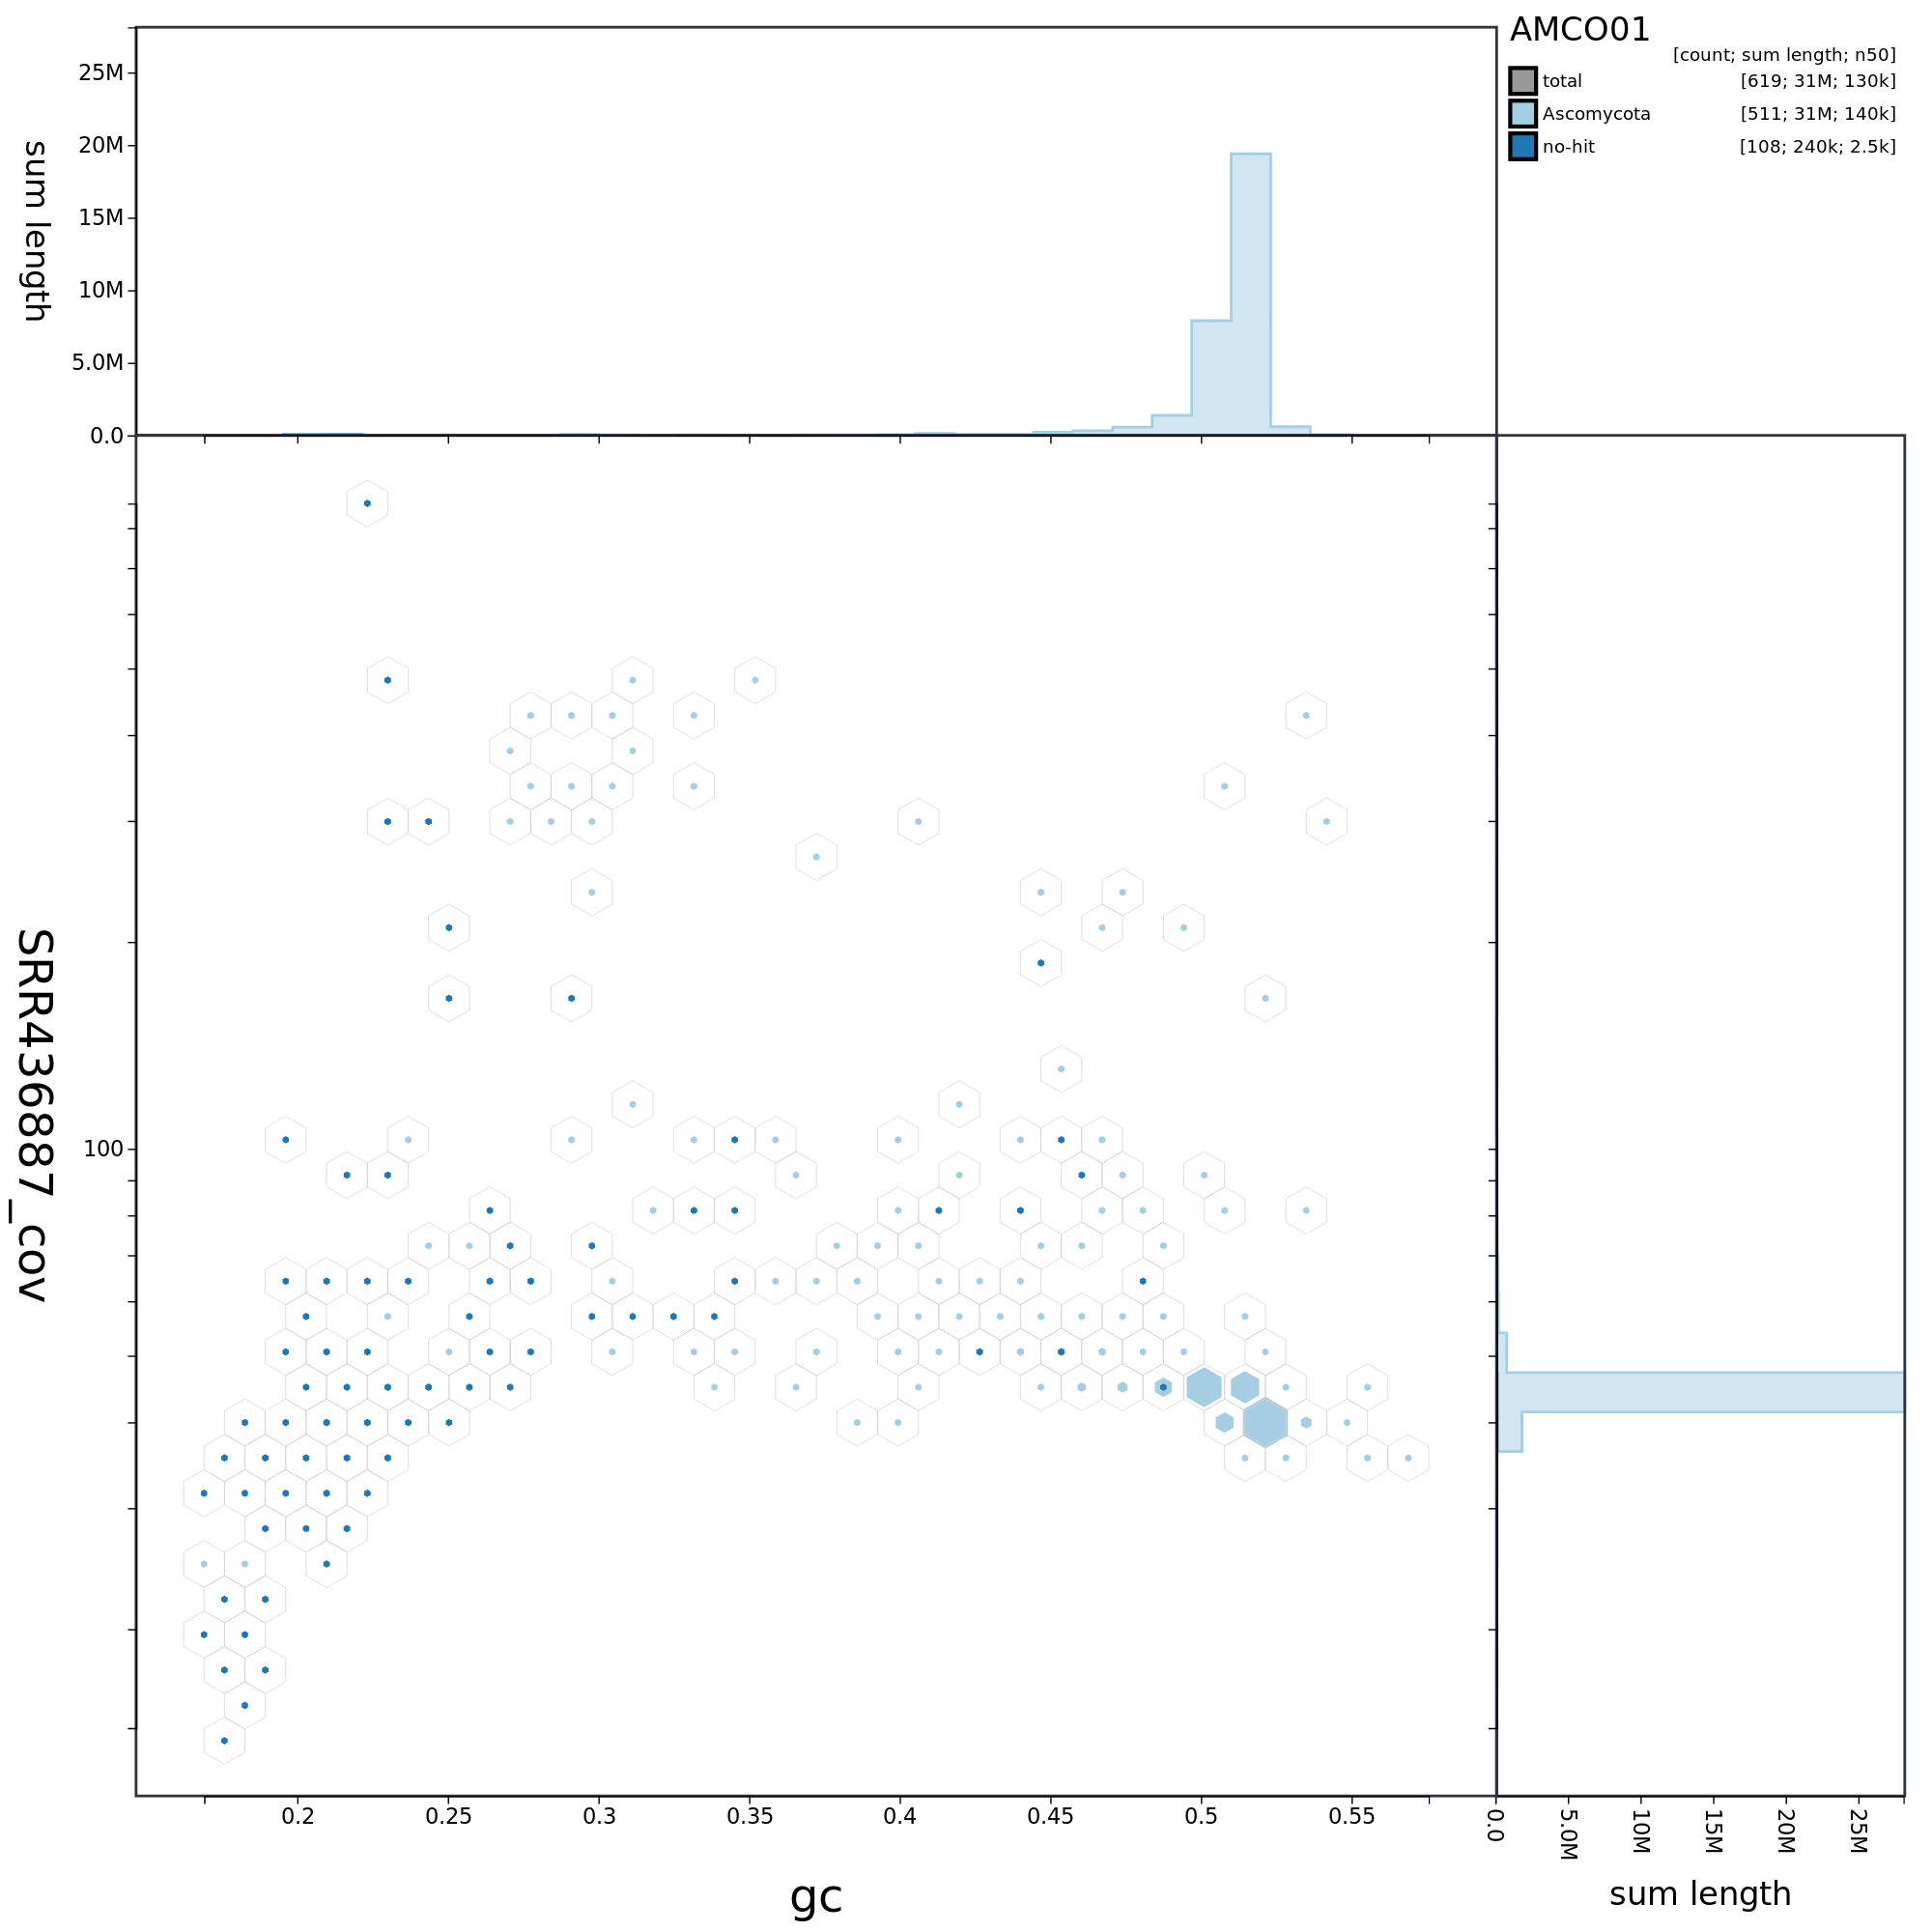 AMCO01
[count; sum length; n50]
total [619; 31M; 130k]
Ascomycota [511; 31M; 140k]
no-hit [108; 240k; 2.5k]
sum length
25M
20M
15M
10M
5.0M
0.0
SRR436887_cov
100
0.2 0.25 0.3 0.35 0.4 0.45 0.5 0.55
gc
0.0 5.0M 10M 15M 20M 25M
sum length